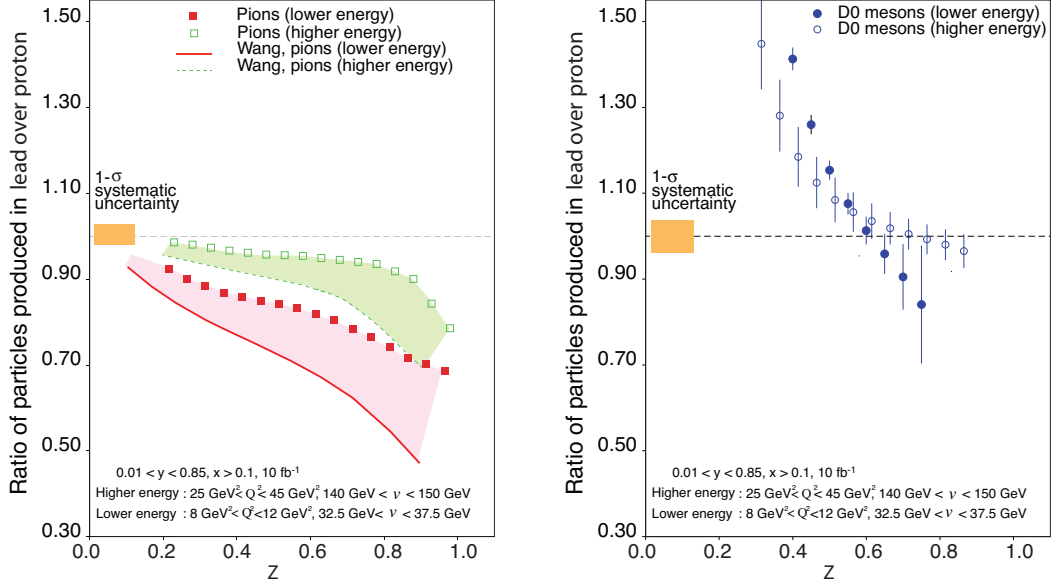 Ratio of particles produced in lead over proton
1.50
1.30
1.10
0.90
0.70
0.50
0.30
Pions (lower energy)
Pions (higher energy)
Wang, pions (lower energy)
Wang, pions (higher energy)
1-σ
systematic
uncertainty
0.01 < y < 0.85, x > 0.1, 10 fb⁻¹
Higher energy : 25 GeV²< Q²< 45 GeV², 140 GeV < ν < 150 GeV
Lower energy : 8 GeV²< Q²<12 GeV², 32.5 GeV< ν < 37.5 GeV
0.0 0.2 0.4 0.6 0.8 1.0
Z
Ratio of particles produced in lead over proton
1.50
1.30
1.10
0.90
0.70
0.50
0.30
D0 mesons (lower energy)
D0 mesons (higher energy)
1-σ
systematic
uncertainty
0.01 < y < 0.85, x > 0.1, 10 fb⁻¹
Higher energy : 25 GeV²< Q²< 45 GeV², 140 GeV < ν < 150 GeV
Lower energy : 8 GeV²< Q²<12 GeV², 32.5 GeV< ν < 37.5 GeV
0.0 0.2 0.4 0.6 0.8 1.0
Z